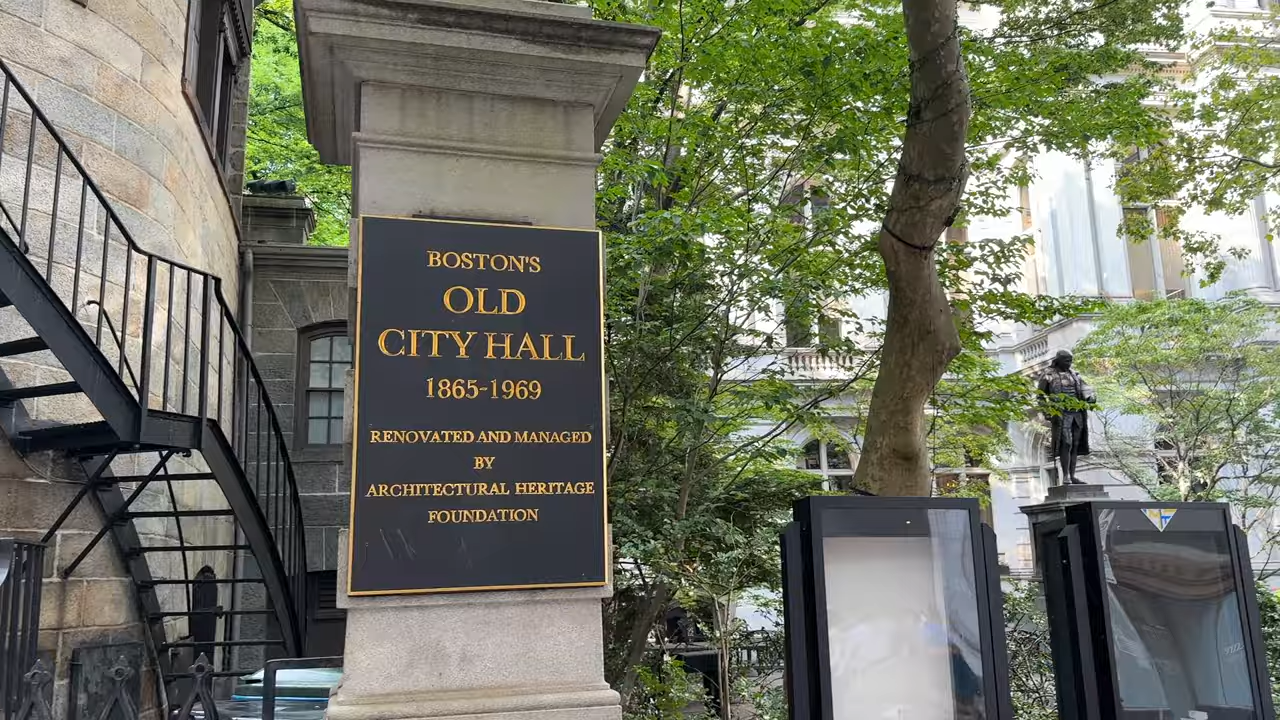 BOSTON'S
OLD
CITY HALL
1865-1969
RENOVATED AND MANAGED
BY
ARCHITECTURAL HERITAGE
FOUNDATION